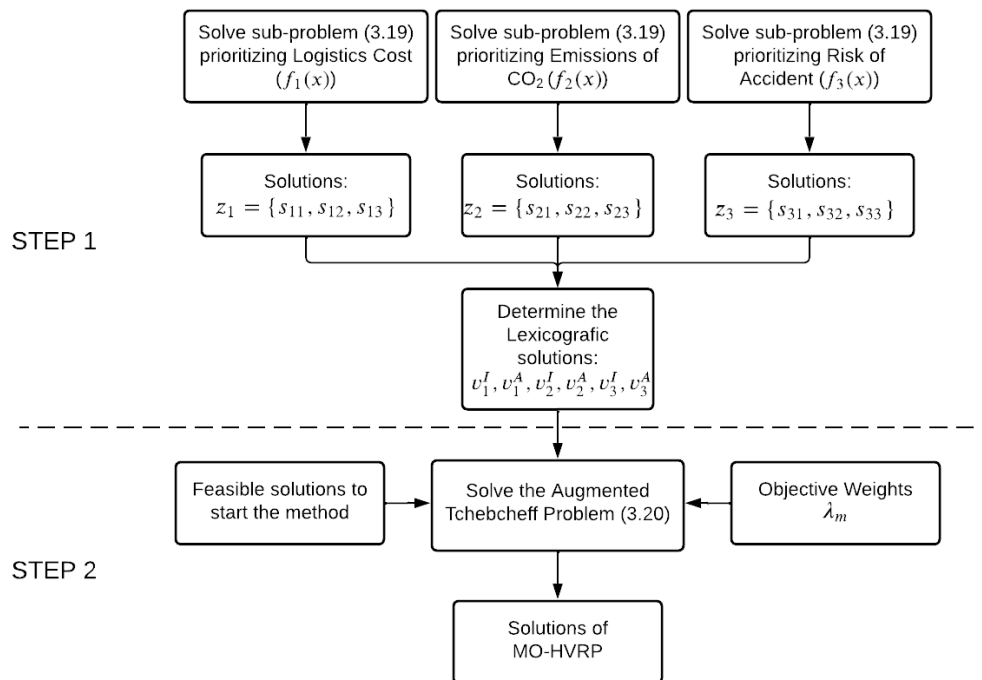 Solve sub-problem (3.19)
prioritizing Logistics Cost
(f₁(x))
Solve sub-problem (3.19)
prioritizing Emissions of
CO₂ (f₂(x))
Solve sub-problem (3.19)
prioritizing Risk of
Accident (f₃(x))
Solutions:
z₁ = {s₁₁, s₁₂, s₁₃}
Solutions:
z₂ = {s₂₁, s₂₂, s₂₃}
Solutions:
z₃ = {s₃₁, s₃₂, s₃₃}
STEP 1
Determine the
Lexicografic
solutions:
v₁ᴵ, v₁ᴬ, v₂ᴵ, v₂ᴬ, v₃ᴵ, v₃ᴬ
Feasible solutions to
start the method
Solve the Augmented
Tchebcheff Problem (3.20)
Objective Weights
λₘ
STEP 2
Solutions of
MO-HVRP